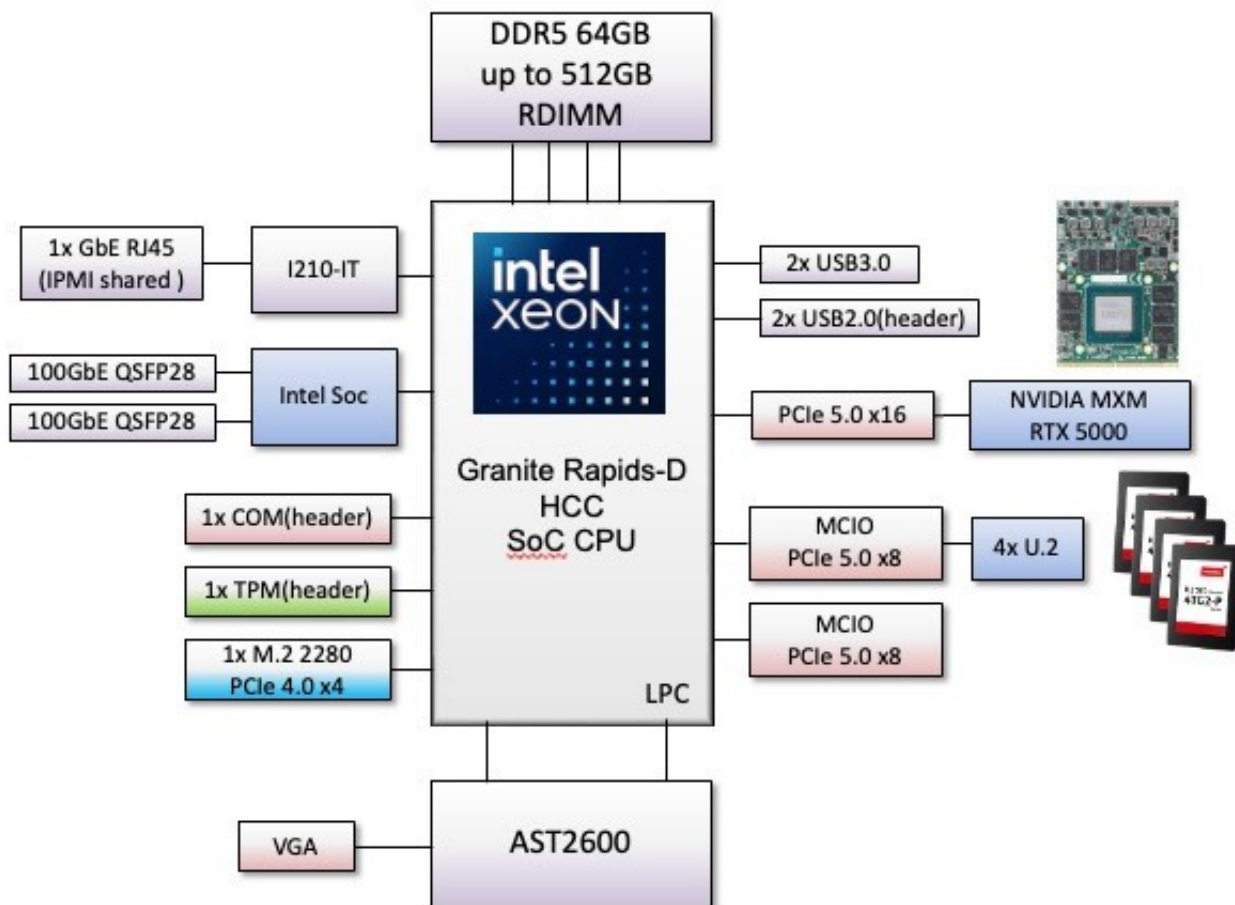 DDR5 64GB
up to 512GB
RDIMM
1x GbE RJ45
(IPMI shared )
I210-IT
100GbE QSFP28
100GbE QSFP28
Intel Soc
1x COM(header)
1x TPM(header)
1x M.2 2280
PCIe 4.0 x4
intel
xeon
Granite Rapids-D
HCC
SoC CPU
LPC
2x USB3.0
2x USB2.0(header)
PCIe 5.0 x16
NVIDIA MXM
RTX 5000
MCIO
PCIe 5.0 x8
4x U.2
MCIO
PCIe 5.0 x8
VGA
AST2600